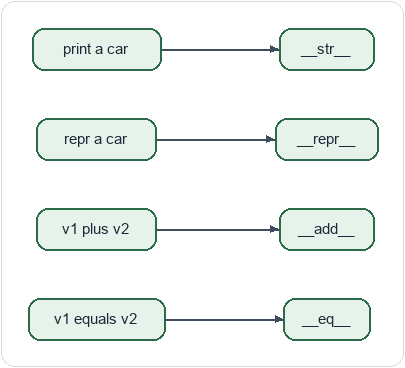 print a car
__str__
repr a car
__repr__
v1 plus v2
__add__
v1 equals v2
__eq__